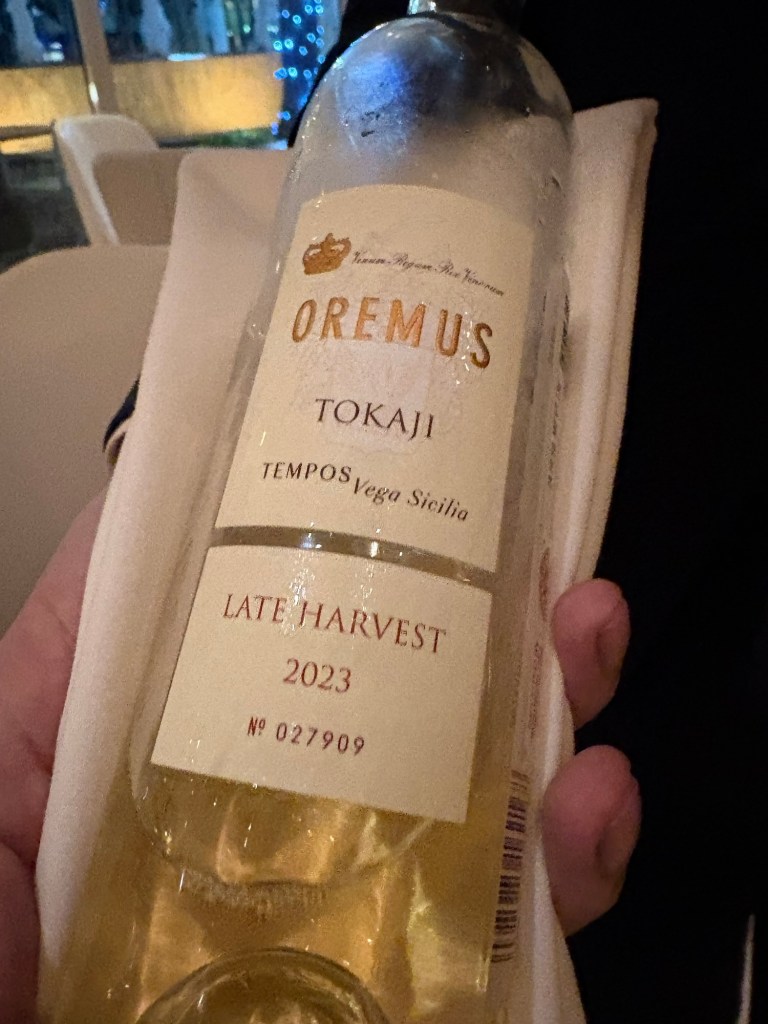 Vinum Regum Rex Vinorum
OREMUS
TOKAJI
TEMPOS Vega Sicilia
LATE HARVEST
2023
Nº 027909